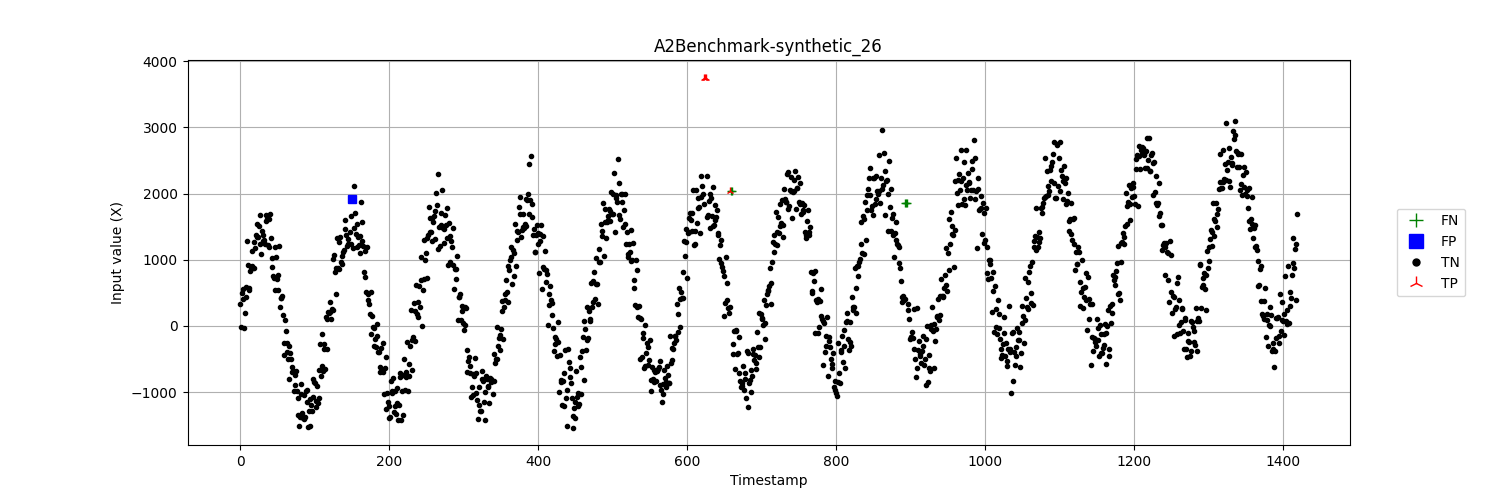 A2Benchmark-synthetic_26
4000
3000
2000
1000
0
−1000
Input value (X)
0 200 400 600 800 1000 1200 1400
Timestamp
FN
FP
TN
TP